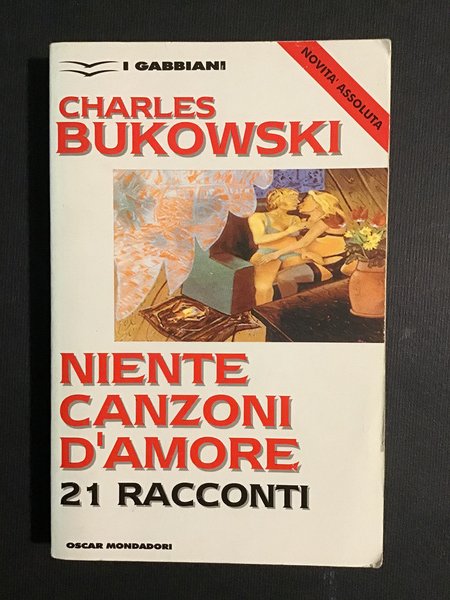 I GABBIANI
NOVITA' ASSOLUTA
CHARLES
BUKOWSKI
NIENTE
CANZONI
D'AMORE
21 RACCONTI
OSCAR MONDADORI